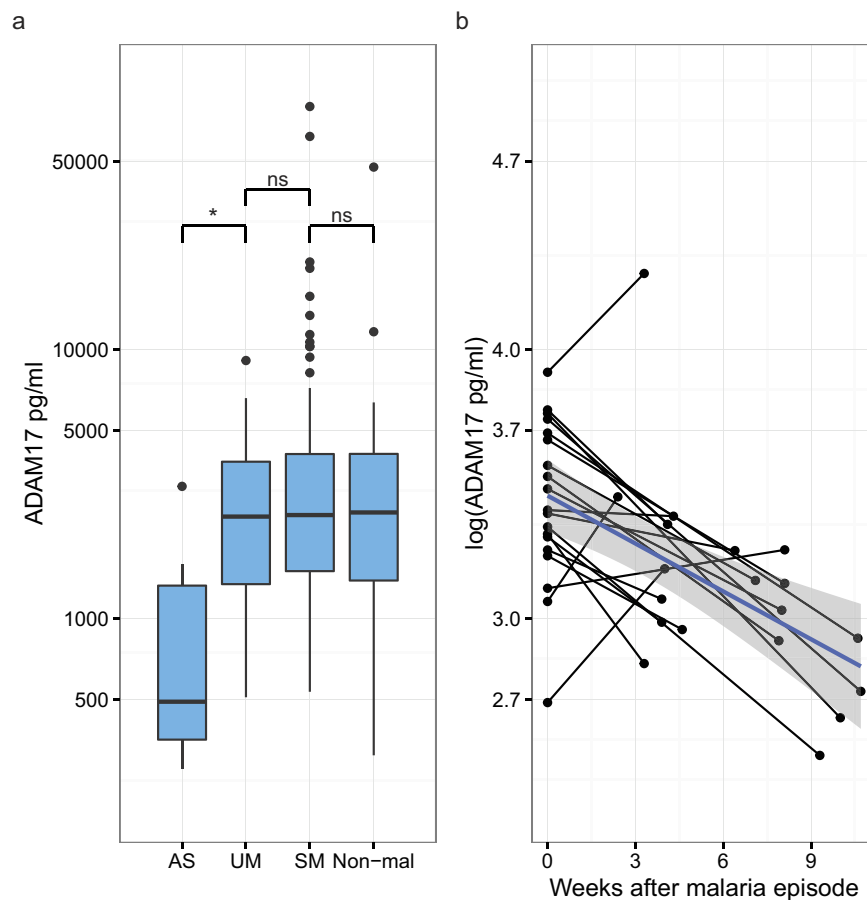 a
ADAM17 pg/ml
50000
10000
5000
1000
500
ns
*
ns
AS UM SM Non−mal
b
log(ADAM17 pg/ml)
4.7
4.0
3.7
3.0
2.7
0 3 6 9
Weeks after malaria episode